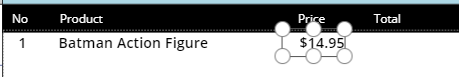 No Product Price Total
1 Batman Action Figure $14.95